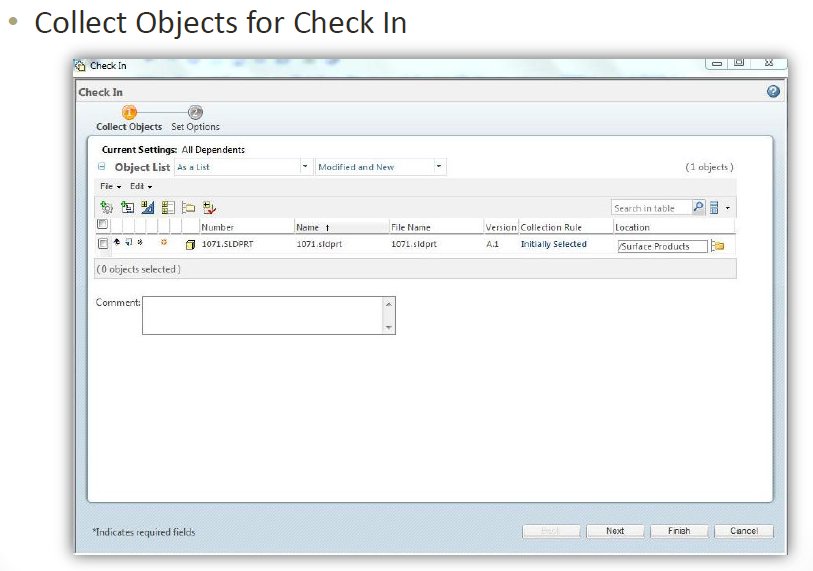 • Collect Objects for Check In
Check In
Check In
1 2
Collect Objects Set Options
Current Settings: All Dependents
Object List As a List Modified and New (1 objects)
File Edit
Search in table
Number Name ↑ File Name Version Collection Rule Location
1071.SLDPRT 1071.sldprt 1071.sldprt A.1 Initially Selected /Surface Products
(0 objects selected)
Comment:
*Indicates required fields
Back Next Finish Cancel